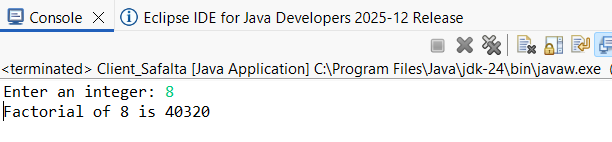 Console
Eclipse IDE for Java Developers 2025-12 Release
<terminated> Client_Safalta [Java Application] C:\Program Files\Java\jdk-24\bin\javaw.exe (
Enter an integer: 8
Factorial of 8 is 40320